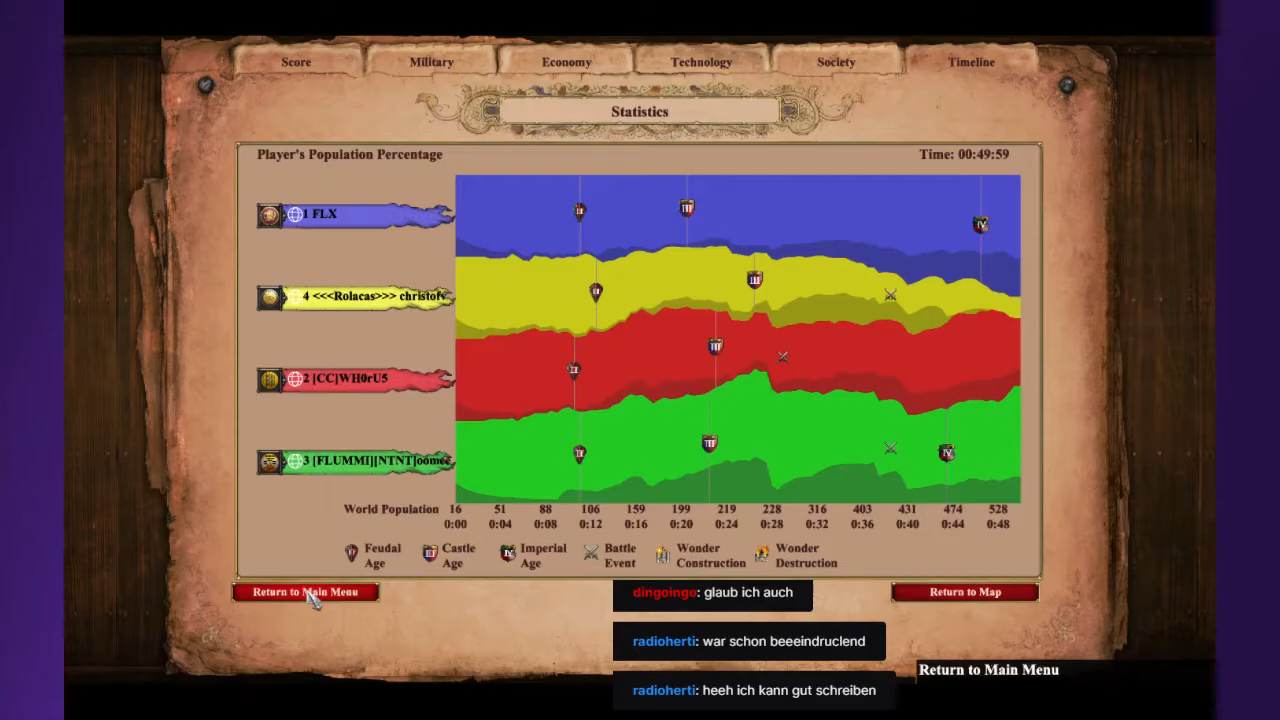 Score Military Economy Technology Society Timeline
Statistics
Player's Population Percentage Time: 00:49:59
1 FLX
4 <<<Rolacas>>> christofv
2 [CC]WH0rU5
3 [FLUMMI][NTNT]oomec
World Population 16 51 88 106 159 199 219 228 316 403 431 474 528
0:00 0:04 0:08 0:12 0:16 0:20 0:24 0:28 0:32 0:36 0:40 0:44 0:48
Feudal Age
Castle Age
Imperial Age
Battle Event
Wonder Construction
Wonder Destruction
Return to Main Menu
Return to Map
dingoingo: glaub ich auch
radioherti: war schon beeeindruclend
Return to Main Menu
radioherti: heeh ich kann gut schreiben